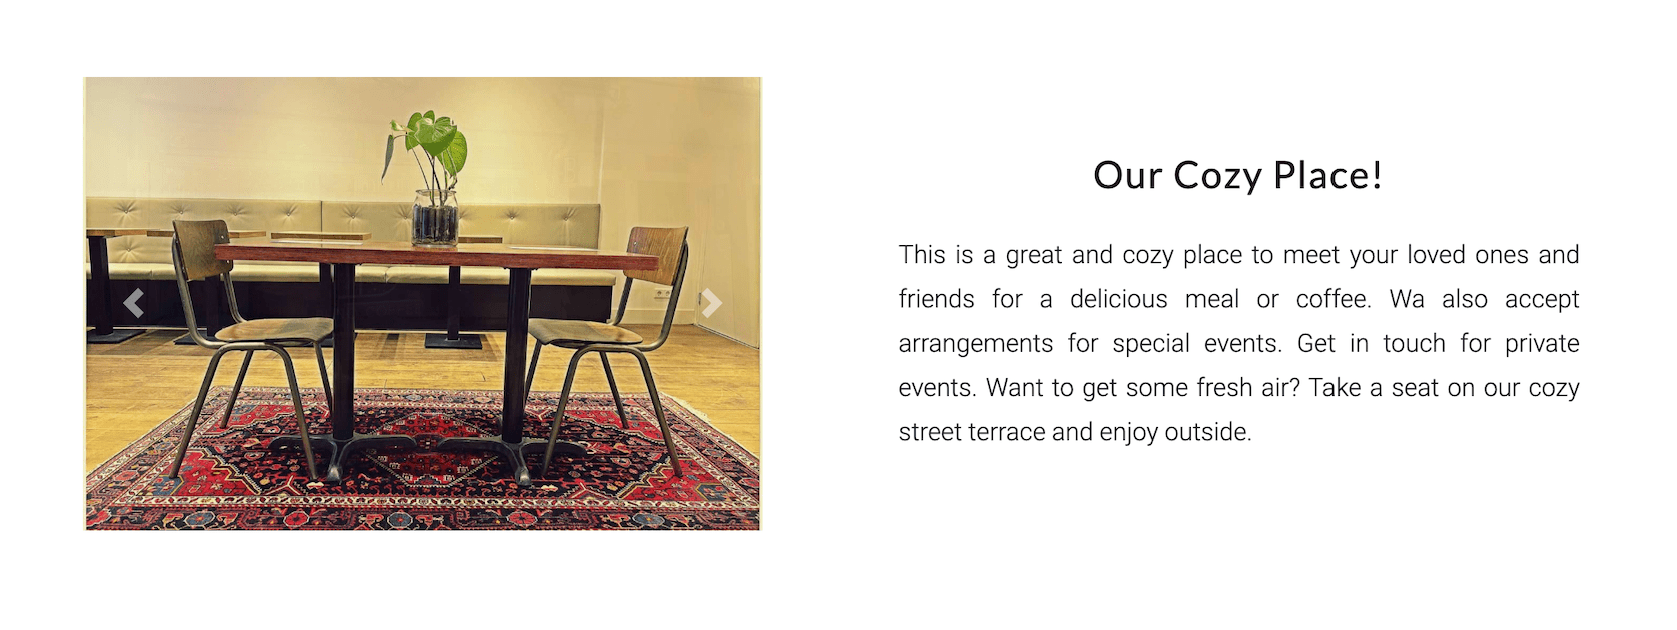 Our Cozy Place!
This is a great and cozy place to meet your loved ones and
friends for a delicious meal or coffee. Wa also accept
arrangements for special events. Get in touch for private
events. Want to get some fresh air? Take a seat on our cozy
street terrace and enjoy outside.